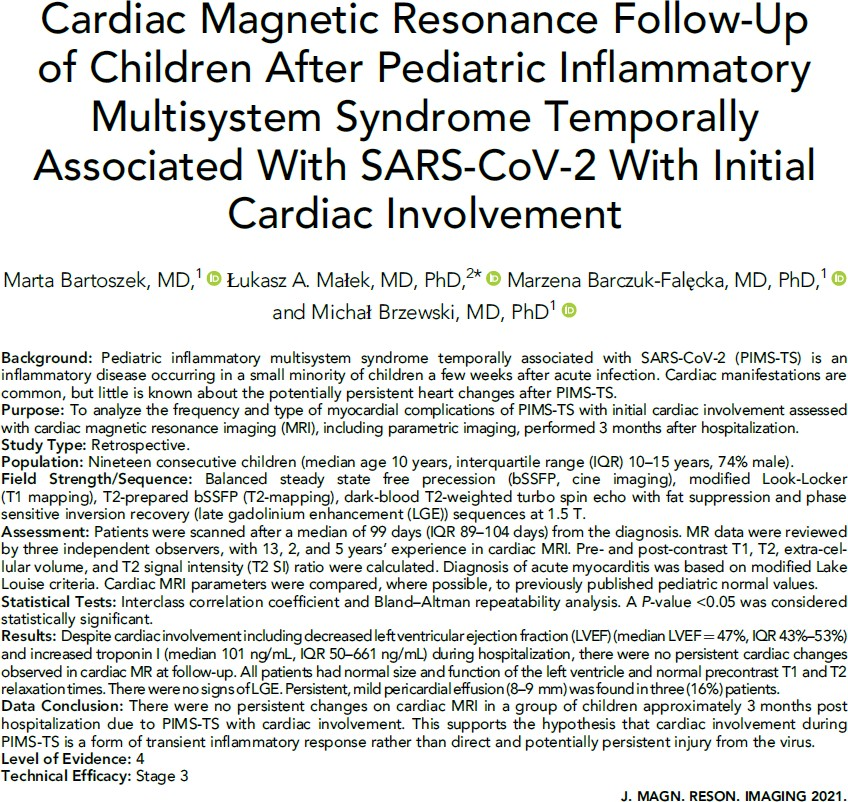 Cardiac Magnetic Resonance Follow-Up
of Children After Pediatric Inflammatory
Multisystem Syndrome Temporally
Associated With SARS-CoV-2 With Initial
Cardiac Involvement
Marta Bartoszek, MD,1 iD Łukasz A. Małek, MD, PhD,2* iD Marzena Barczuk-Falęcka, MD, PhD,1 iD
and Michał Brzewski, MD, PhD1 iD
Background: Pediatric inflammatory multisystem syndrome temporally associated with SARS-CoV-2 (PIMS-TS) is an
inflammatory disease occurring in a small minority of children a few weeks after acute infection. Cardiac manifestations are
common, but little is known about the potentially persistent heart changes after PIMS-TS.
Purpose: To analyze the frequency and type of myocardial complications of PIMS-TS with initial cardiac involvement assessed
with cardiac magnetic resonance imaging (MRI), including parametric imaging, performed 3 months after hospitalization.
Study Type: Retrospective.
Population: Nineteen consecutive children (median age 10 years, interquartile range (IQR) 10–15 years, 74% male).
Field Strength/Sequence: Balanced steady state free precession (bSSFP, cine imaging), modified Look-Locker
(T1 mapping), T2-prepared bSSFP (T2-mapping), dark-blood T2-weighted turbo spin echo with fat suppression and phase
sensitive inversion recovery (late gadolinium enhancement (LGE)) sequences at 1.5 T.
Assessment: Patients were scanned after a median of 99 days (IQR 89–104 days) from the diagnosis. MR data were reviewed
by three independent observers, with 13, 2, and 5 years' experience in cardiac MRI. Pre- and post-contrast T1, T2, extra-cel-
lular volume, and T2 signal intensity (T2 SI) ratio were calculated. Diagnosis of acute myocarditis was based on modified Lake
Louise criteria. Cardiac MRI parameters were compared, where possible, to previously published pediatric normal values.
Statistical Tests: Interclass correlation coefficient and Bland–Altman repeatability analysis. A P-value <0.05 was considered
statistically significant.
Results: Despite cardiac involvement including decreased left ventricular ejection fraction (LVEF) (median LVEF = 47%, IQR 43%–53%)
and increased troponin I (median 101 ng/mL, IQR 50–661 ng/mL) during hospitalization, there were no persistent cardiac changes
observed in cardiac MR at follow-up. All patients had normal size and function of the left ventricle and normal precontrast T1 and T2
relaxation times. There were no signs of LGE. Persistent, mild pericardial effusion (8–9 mm) was found in three (16%) patients.
Data Conclusion: There were no persistent changes on cardiac MRI in a group of children approximately 3 months post
hospitalization due to PIMS-TS with cardiac involvement. This supports the hypothesis that cardiac involvement during
PIMS-TS is a form of transient inflammatory response rather than direct and potentially persistent injury from the virus.
Level of Evidence: 4
Technical Efficacy: Stage 3
J. MAGN. RESON. IMAGING 2021.